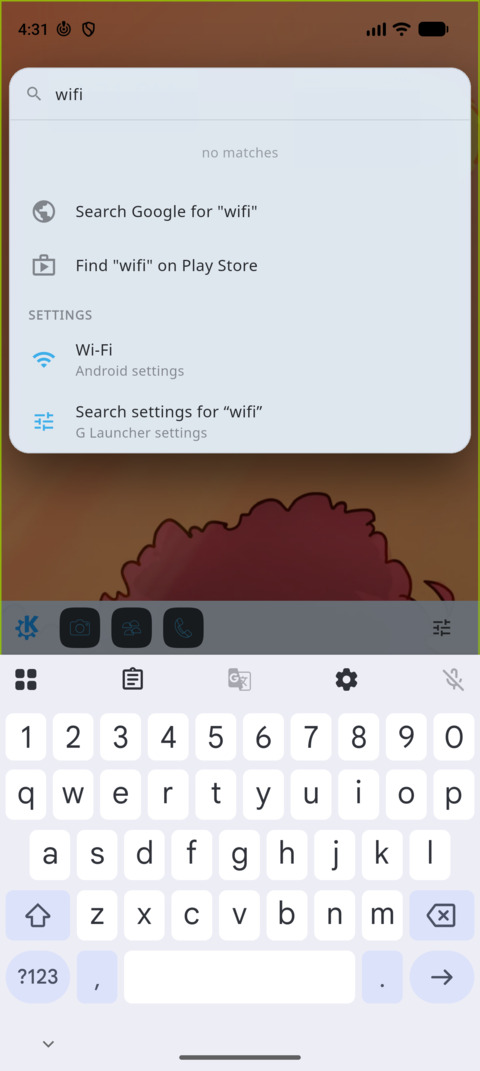 4:31
wifi
no matches
Search Google for "wifi"
Find "wifi" on Play Store
SETTINGS
Wi-Fi
Android settings
Search settings for “wifi”
G Launcher settings
1 2 3 4 5 6 7 8 9 0
q w e r t y u i o p
a s d f g h j k l
z x c v b n m
?123 , .